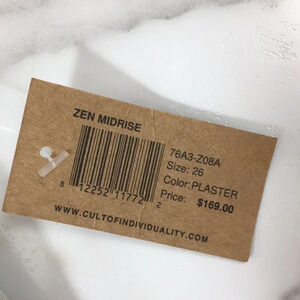 ZEN MIDRISE
76A3-Z08A
Size: 26
Color: PLASTER
Price: $169.00
8 12252 11772 2
WWW.CULTOFINDIVIDUALITY.COM